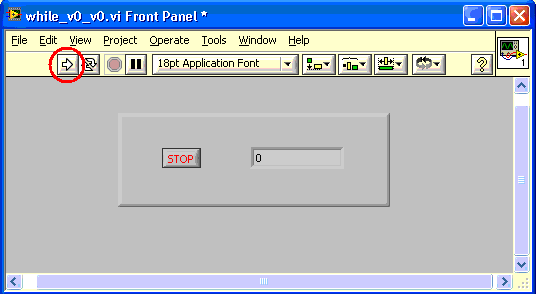 while_v0_v0.vi Front Panel *
File Edit View Project Operate Tools Window Help
18pt Application Font ?
1
STOP 0